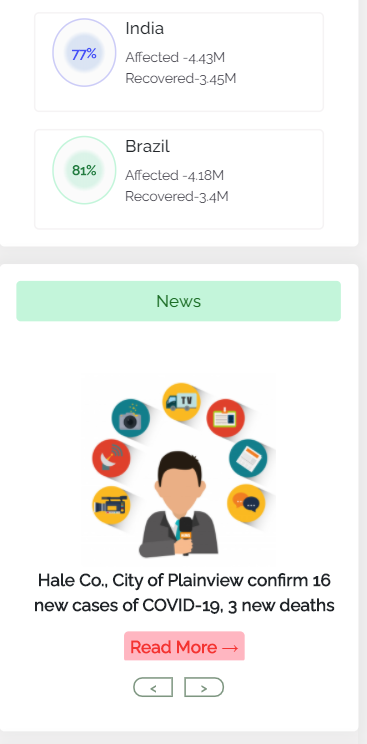 India
77%
Affected -4.43M
Recovered-3.45M
Brazil
81%
Affected -4.18M
Recovered-3.4M
News
TV
Hale Co., City of Plainview confirm 16
new cases of COVID-19, 3 new deaths
Read More →
< >